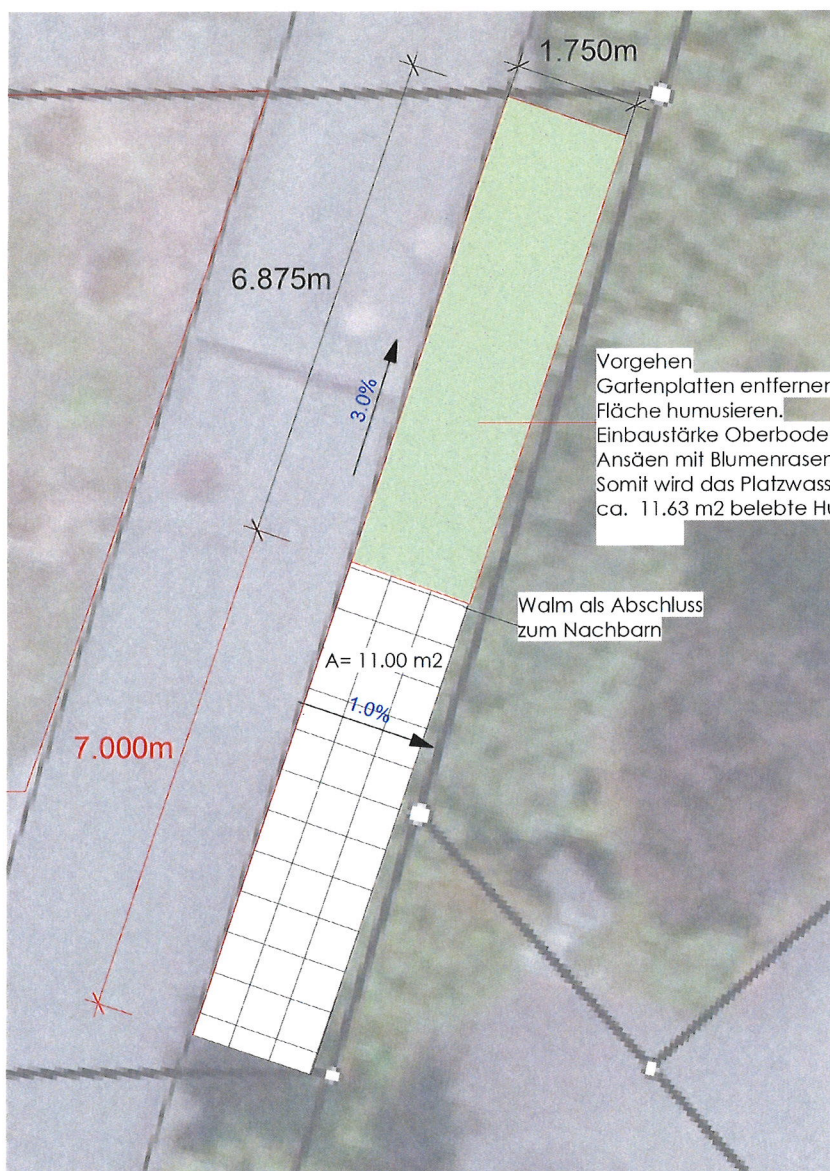 1.750m
6.875m
3.0%
Vorgehen
Gartenplatten entfernen
Fläche humusieren.
Einbaustärke Oberbode
Ansäen mit Blumenrasen
Somit wird das Platzwass
ca. 11.63 m2 belebte Hu
Walm als Abschluss
zum Nachbarn
A= 11.00 m2
1.0%
7.000m